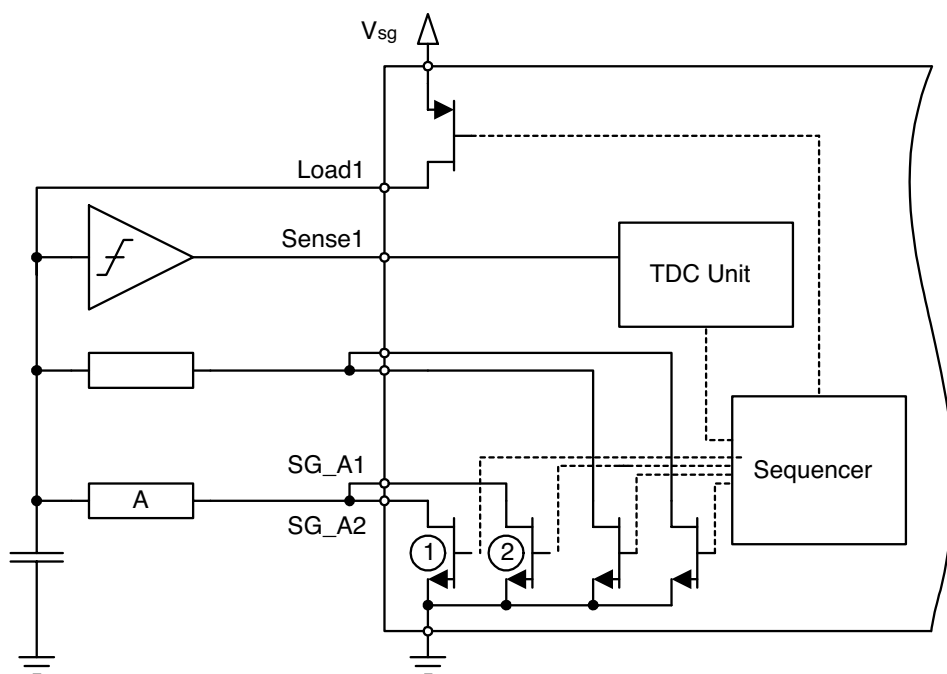 Vsg
Load1
Sense1
TDC Unit
SG_A1
Sequencer
A
SG_A2
1
2